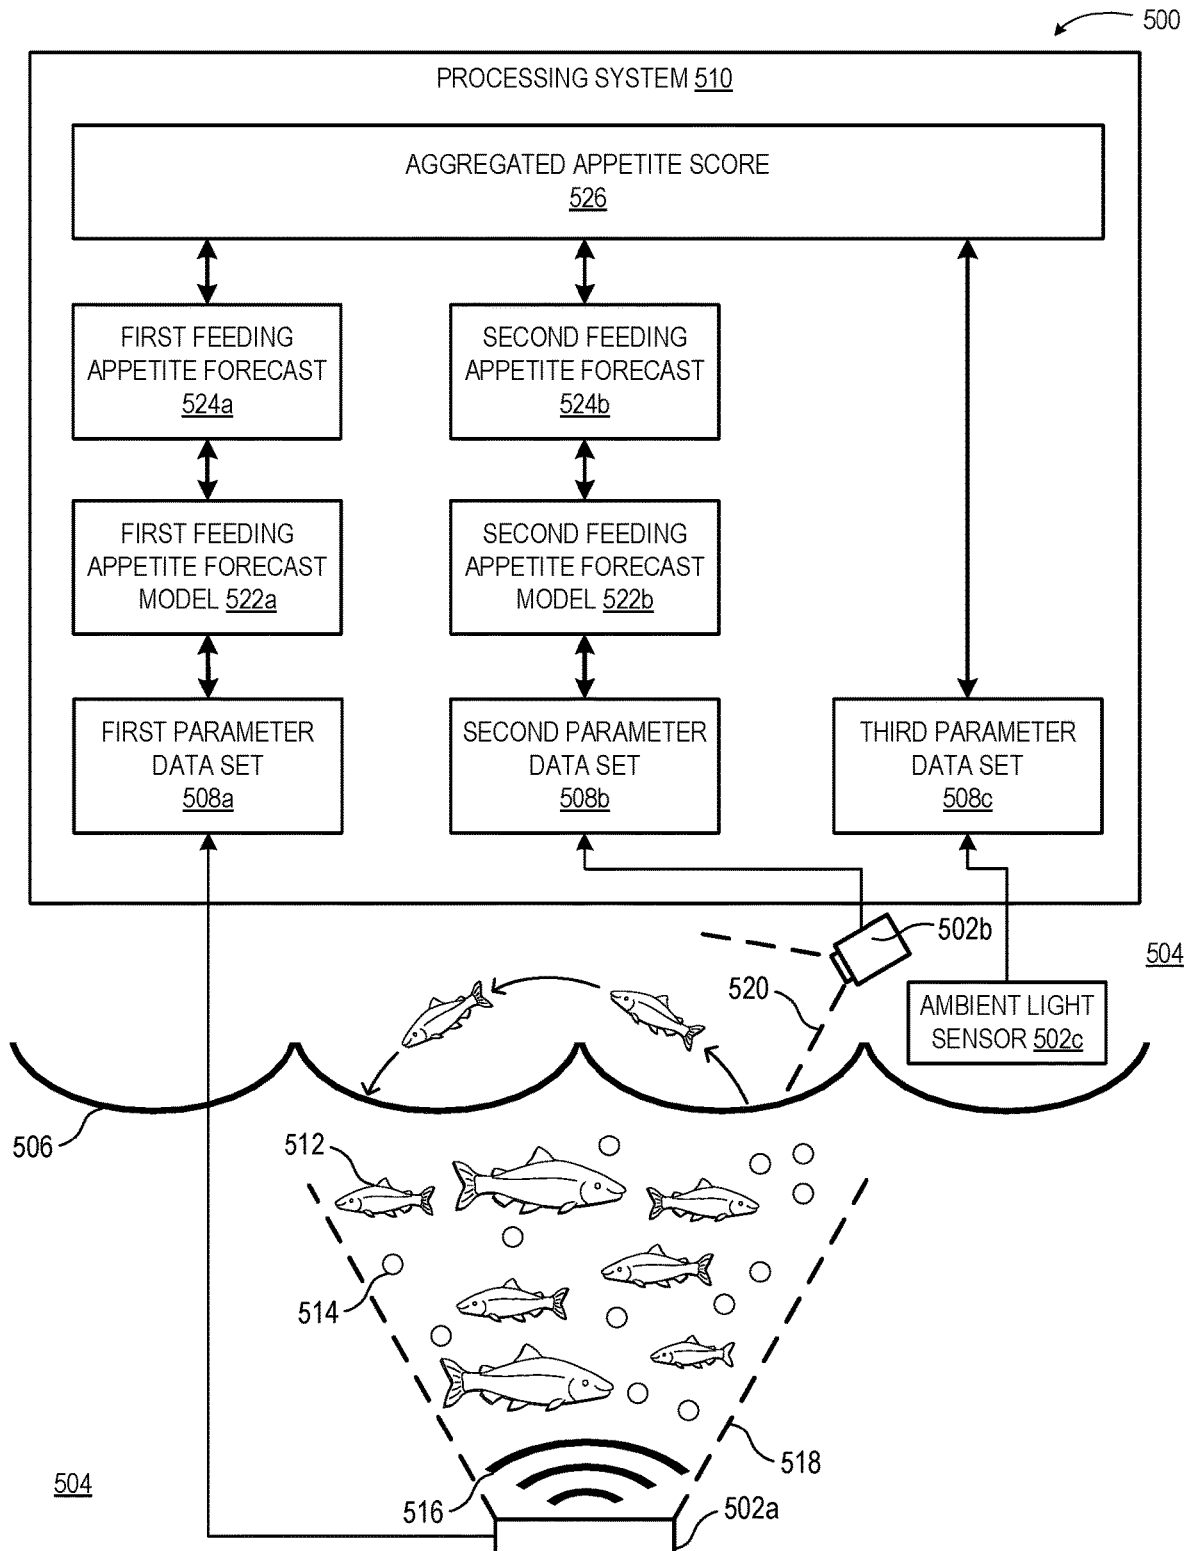 500
PROCESSING SYSTEM 510
AGGREGATED APPETITE SCORE
526
FIRST FEEDING
APPETITE FORECAST
524a
SECOND FEEDING
APPETITE FORECAST
524b
FIRST FEEDING
APPETITE FORECAST
MODEL 522a
SECOND FEEDING
APPETITE FORECAST
MODEL 522b
FIRST PARAMETER
DATA SET
508a
SECOND PARAMETER
DATA SET
508b
THIRD PARAMETER
DATA SET
508c
502b
504
520
AMBIENT LIGHT
SENSOR 502c
506
512
514
518
504
516
502a